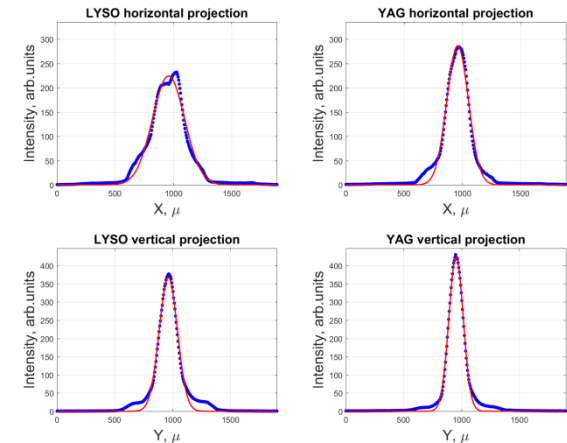 LYSO horizontal projection
Intensity, arb.units
300
250
200
150
100
50
0
0 500 1000 1500
X, μ
YAG horizontal projection
Intensity, arb.units
300
250
200
150
100
50
0
0 500 1000 1500
X, μ
LYSO vertical projection
Intensity, arb.units
400
350
300
250
200
150
100
50
0
0 500 1000 1500
Y, μ
YAG vertical projection
Intensity, arb.units
400
350
300
250
200
150
100
50
0
0 500 1000 1500
Y, μ